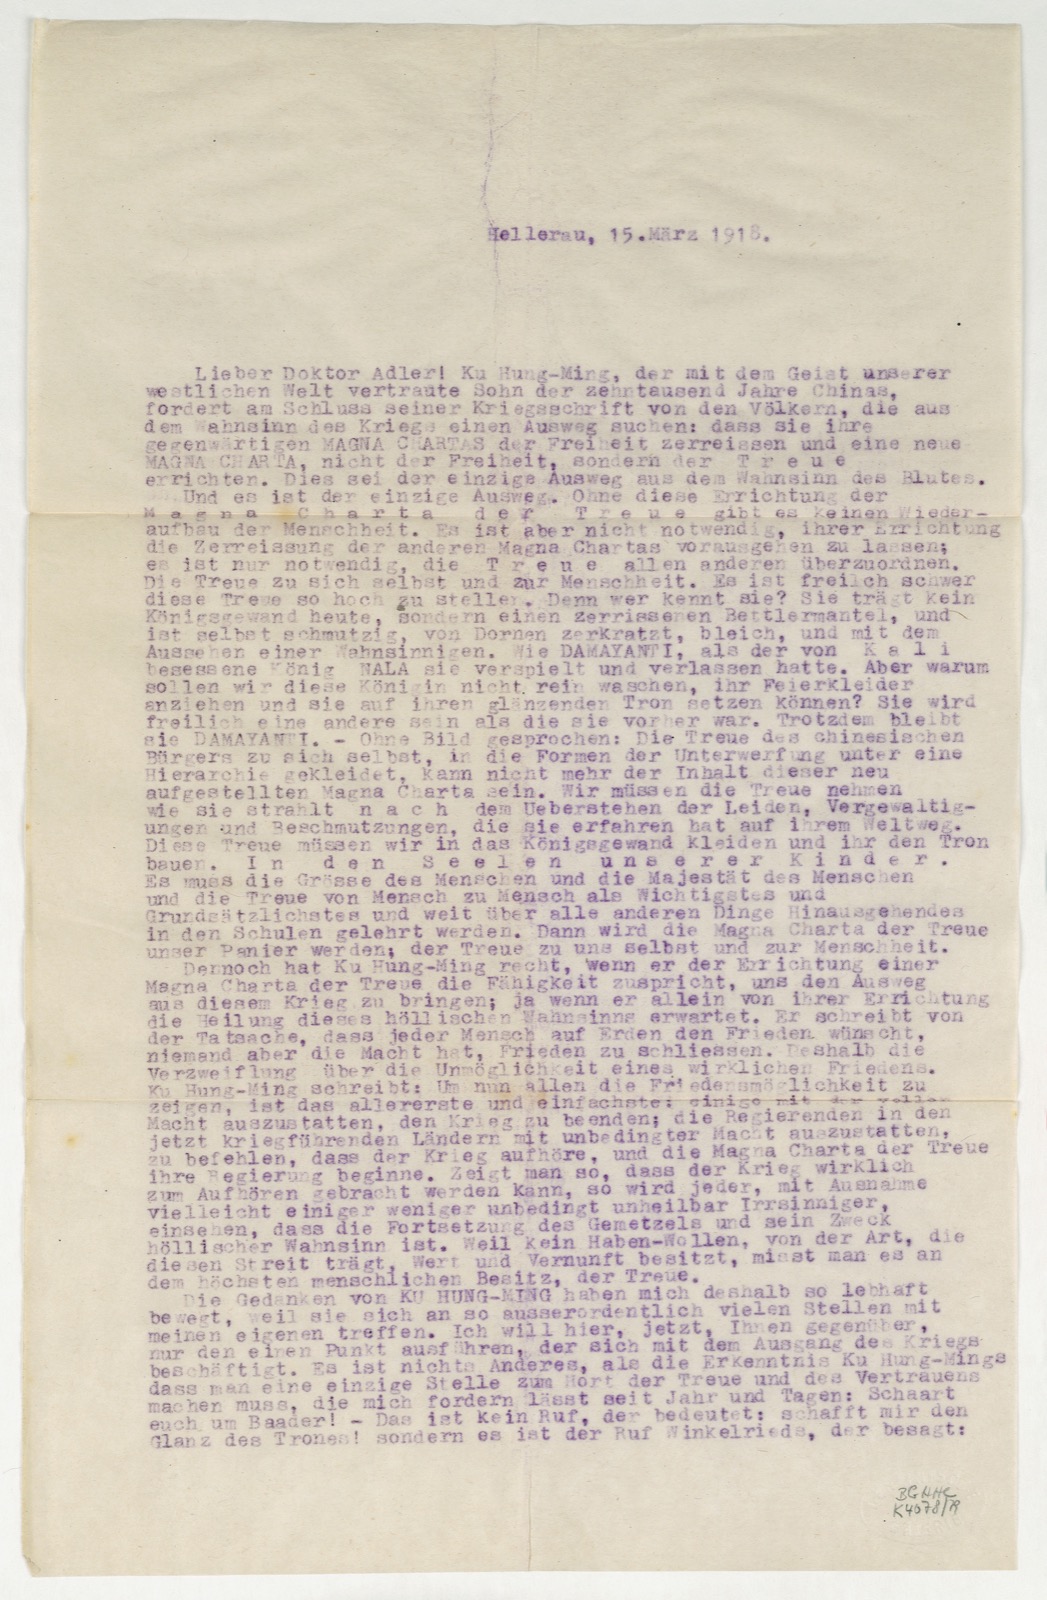 Hellerau, 15.März 1918.
Lieber Doktor Adler! Ku Hung-Ming, der mit dem Geist unserer
westlichen Welt vertraute Sohn der zehntausend Jahre Chinas,
fordert am Schluss seiner Kriegsschrift von den Völkern, die aus
dem Wahnsinn des Kriegs einen Ausweg suchen: dass sie ihre
gegenwärtigen MAGNA CHARTAS der Freiheit zerreissen und eine neue
MAGNA CHARTA, nicht der Freiheit, sondern der T r e u e
errichten. Dies sei der einzige Ausweg aus dem Wahnsinn des Blutes.
Und es ist der einzige Ausweg. Ohne diese Errichtung der
M a g n a C h a r t a d e r T r e u e gibt es keinen Wieder-
aufbau der Menschheit. Es ist aber nicht notwendig, ihrer Errichtung
die Zerreissung der anderen Magna Chartas vorausgehen zu lassen;
es ist nur notwendig, die T r e u e allen anderen überzuordnen.
Die Treue zu sich selbst und zur Menschheit. Es ist freilch schwer
diese Treue so hoch zu stellen. Denn wer kennt sie? Sie trägt kein
Königsgewand heute, sondern einen zerrissenen Bettlermantel, und
ist selbst schmutzig, von Dornen zerkratzt, bleich, und mit dem
Aussehen einer Wahnsinnigen. Wie DAMAYANTI, als der von K a l i
besessene König NALA sie verspielt und verlassen hatte. Aber warum
sollen wir diese Königin nicht rein waschen, ihr Feierkleider
anziehen und sie auf ihren glänzenden Tron setzen können? Sie wird
freilich eine andere sein als die sie vorher war. Trotzdem bleibt
sie DAMAYANTI. - Ohne Bild gesprochen: Die Treue des chinesischen
Bürgers zu sich selbst, in die Formen der Unterwerfung unter eine
Hierarchie gekleidet, kann nicht mehr der Inhalt dieser neu
aufgestellten Magna Charta sein. Wir müssen die Treue nehmen
wie sie strahlt n a c h dem Ueberstehen der Leiden, Vergewaltig-
ungen und Beschmutzungen, die sie erfahren hat auf ihrem Weltweg.
Diese Treue müssen wir in das Königsgewand kleiden und ihr den Tron
bauen. I n d e n S e e l e n u n s e r e r K i n d e r .
Es muss die Grösse des Menschen und die Majestät des Menschen
und die Treue von Mensch zu Mensch als Wichtigstes und
Grundsätzlichstes und weit über alle anderen Dinge Hinausgehendes
in den Schulen gelehrt werden. Dann wird die Magna Charta der Treue
unser Panier werden; der Treue zu uns selbst und zur Menschheit.
Dennoch hat Ku Hung-Ming recht, wenn er der Errichtung einer
Magna Charta der Treue die Fähigkeit zuspricht, uns den Ausweg
aus diesem Krieg zu bringen; ja wenn er allein von ihrer Errichtung
die Heilung dieses höllischen Wahnsinns erwartet. Er schreibt von
der Tatsache, dass jeder Mensch auf Erden den Frieden wünscht,
niemand aber die Macht hat, Frieden zu schliessen. Deshalb die
Verzweiflung über die Unmöglichkeit eines wirklichen Friedens.
Ku Hung-Ming schreibt: Um nun allen die Friedensmöglichkeit zu
zeigen, ist das allererste und einfachste: einige mit der vollen
Macht auszustatten, den Krieg zu beenden; die Regierenden in den
jetzt kriegführenden Ländern mit unbedingter Macht auszustatten,
zu befehlen, dass der Krieg aufhöre, und die Magna Charta der Treue
ihre Regierung beginne. Zeigt man so, dass der Krieg wirklich
zum Aufhören gebracht werden kann, so wird jeder, mit Ausnahme
vielleicht einiger weniger unbedingt unheilbar Irrsinniger,
einsehen, dass die Fortsetzung des Gemetzels und sein Zweck
höllischer Wahnsinn ist. Weil kein Haben-Wollen, von der Art, die
diesen Streit trägt, Wert und Vernunft besitzt, misst man es an
dem höchsten menschlichen Besitz, der Treue.
Die Gedanken von KU HUNG-MING haben mich deshalb so lebhaft
bewegt, weil sie sich an so ausserordentlich vielen Stellen mit
meinen eigenen treffen. Ich will hier, jetzt, Ihnen gegenüber,
nur den einen Punkt ausführen, der sich mit dem Ausgang des Kriegs
beschäftigt. Es ist nichts Anderes, als die Erkenntnis Ku Hung-Mings
dass man eine einzige Stelle zum Hort der Treue und des Vertrauens
machen muss, die mich fordern lässt seit Jahr und Tagen: Schaart
euch um Baader! - Das ist kein Ruf, der bedeutet: schafft mir den
Glanz des Trones! sondern es ist der Ruf Winkelrieds, der besagt:
BG NHC
K 4078/79